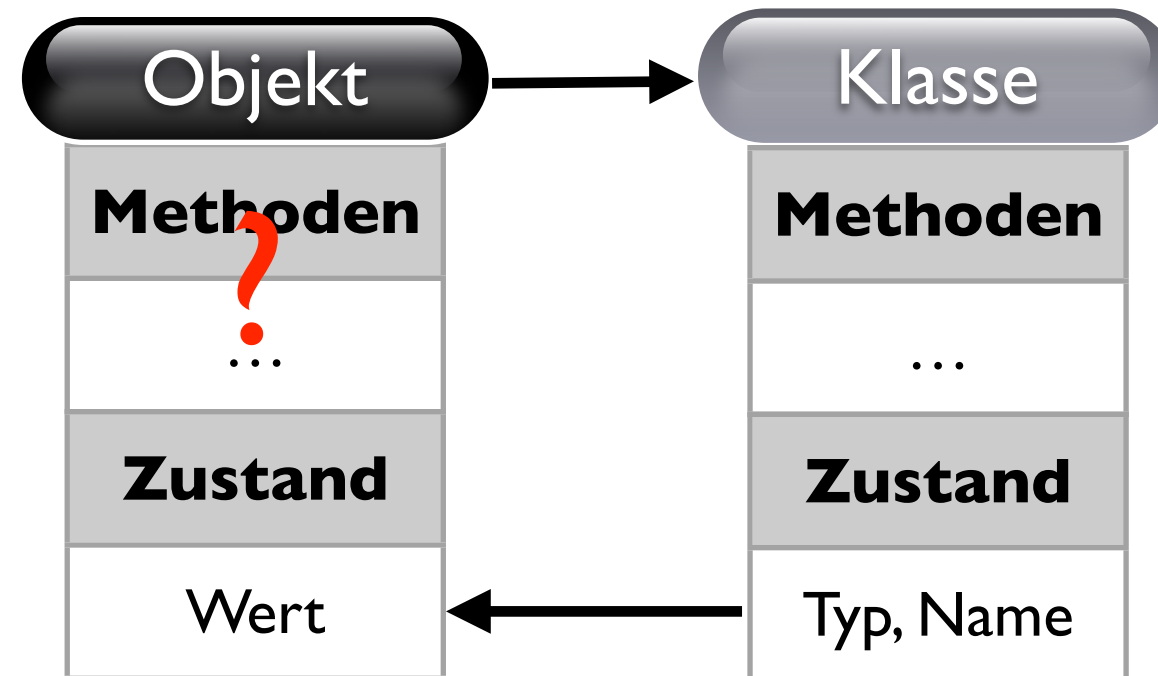 Objekt
Klasse
Methoden
Methoden
?
...
...
Zustand
Zustand
Wert
Typ, Name